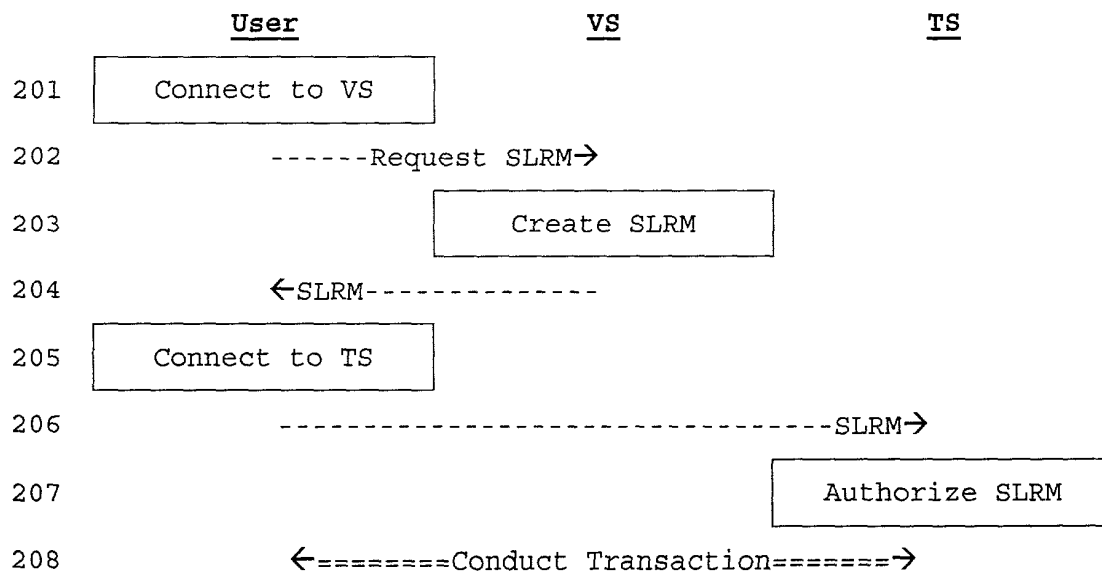 User VS TS
201 Connect to VS
202 ------Request SLRM→
203 Create SLRM
204 ←SLRM--------------
205 Connect to TS
206 ---------------------------------SLRM→
207 Authorize SLRM
208 ←========Conduct Transaction=======→